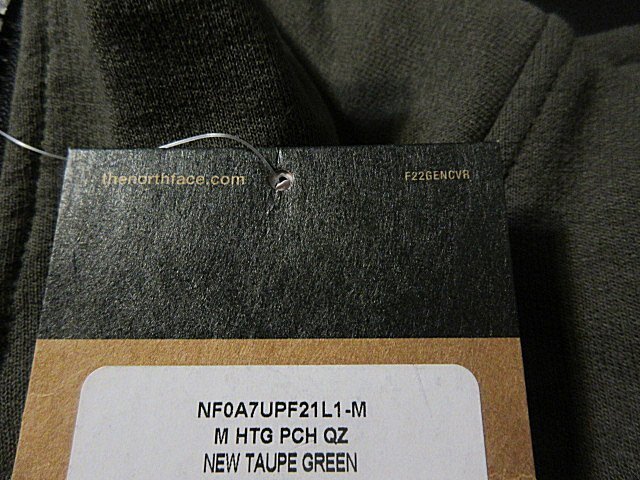 thenorthface.com F22GENCVR
NF0A7UPF21L1-M
M HTG PCH QZ
NEW TAUPE GREEN